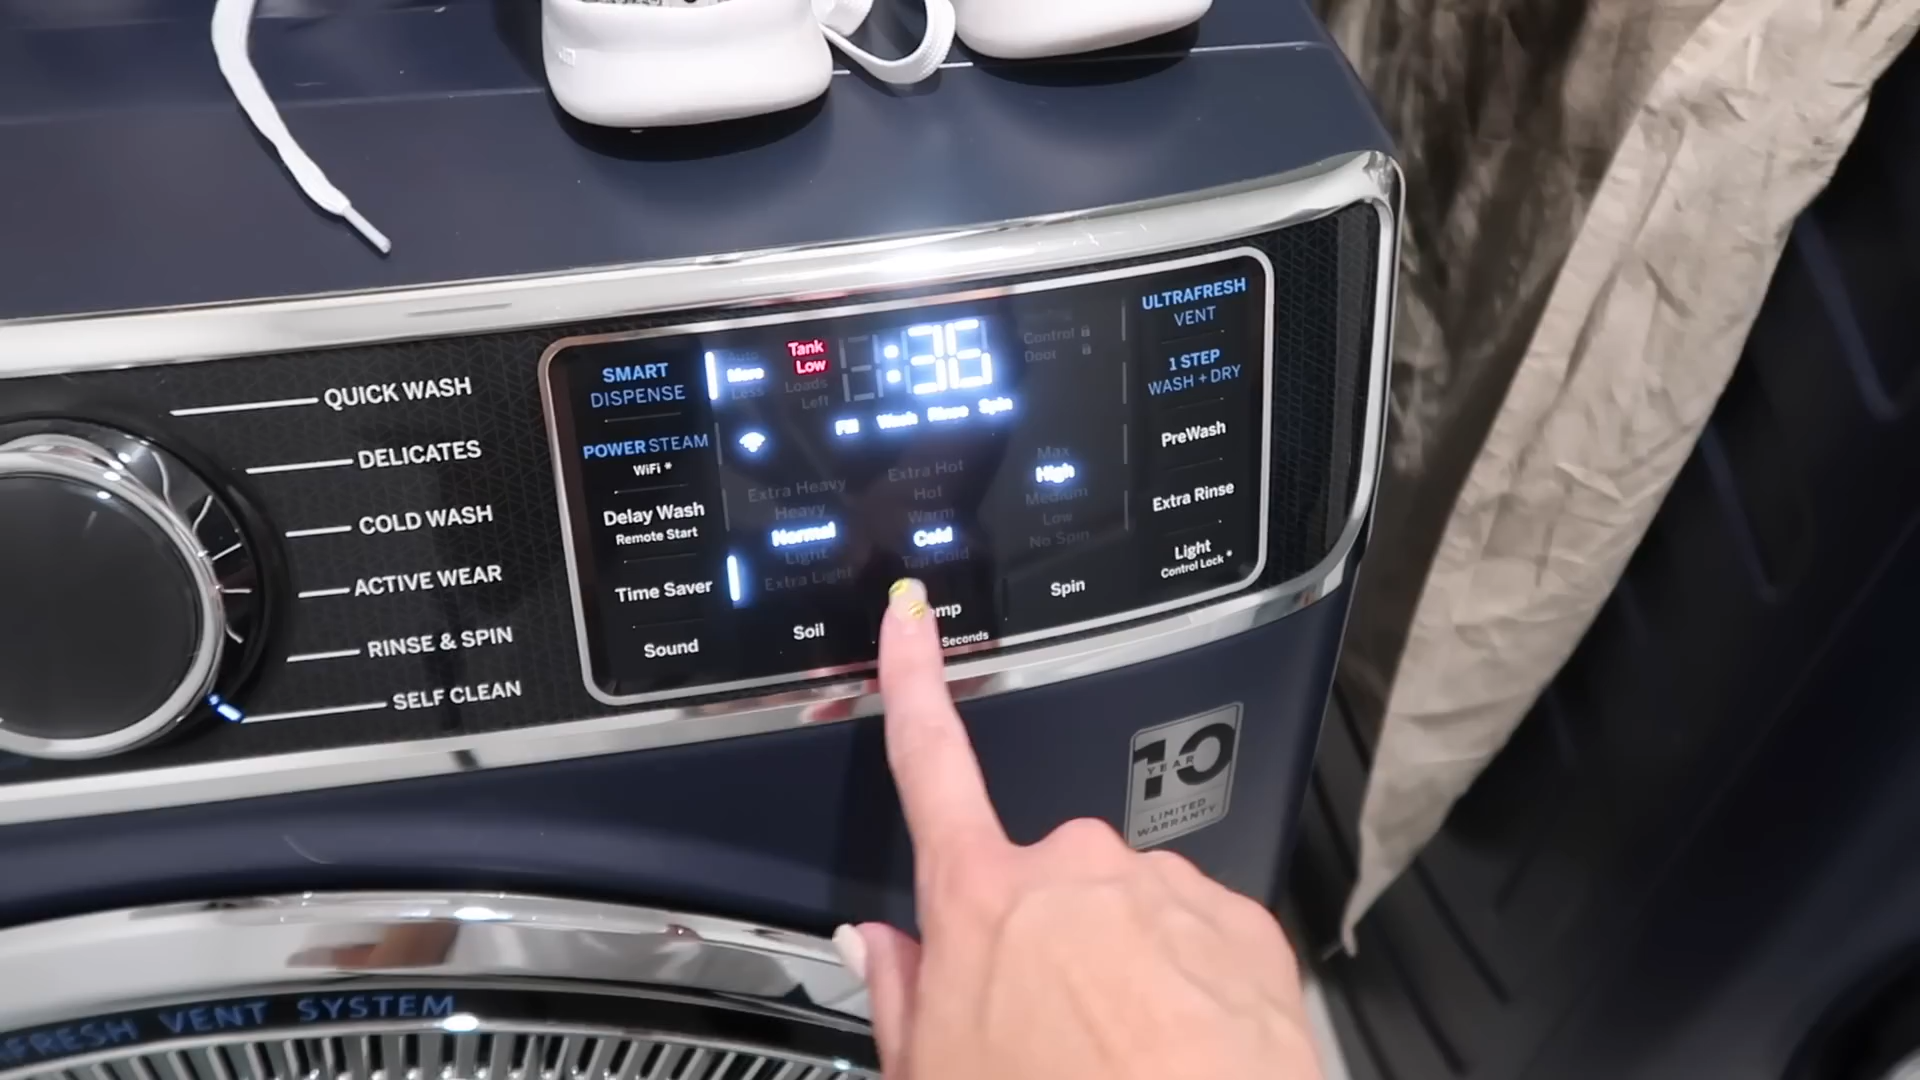 QUICK WASH
DELICATES
COLD WASH
ACTIVE WEAR
RINSE & SPIN
SELF CLEAN
SMART
DISPENSE
POWER STEAM
WiFi *
Delay Wash
Remote Start
Time Saver
Sound
Auto
More
Less
Tank
Low
Loads
Left
:36
Fill Wash Rinse Spin
Control
Door
Extra Heavy
Heavy
Normal
Light
Extra Light
Soil
Extra Hot
Hot
Warm
Cold
Tap Cold
emp
Seconds
Max
High
Medium
Low
No Spin
Spin
ULTRAFRESH
VENT
1 STEP
WASH + DRY
PreWash
Extra Rinse
Light
Control Lock *
10
YEAR
LIMITED
WARRANTY
FRESH VENT SYSTEM